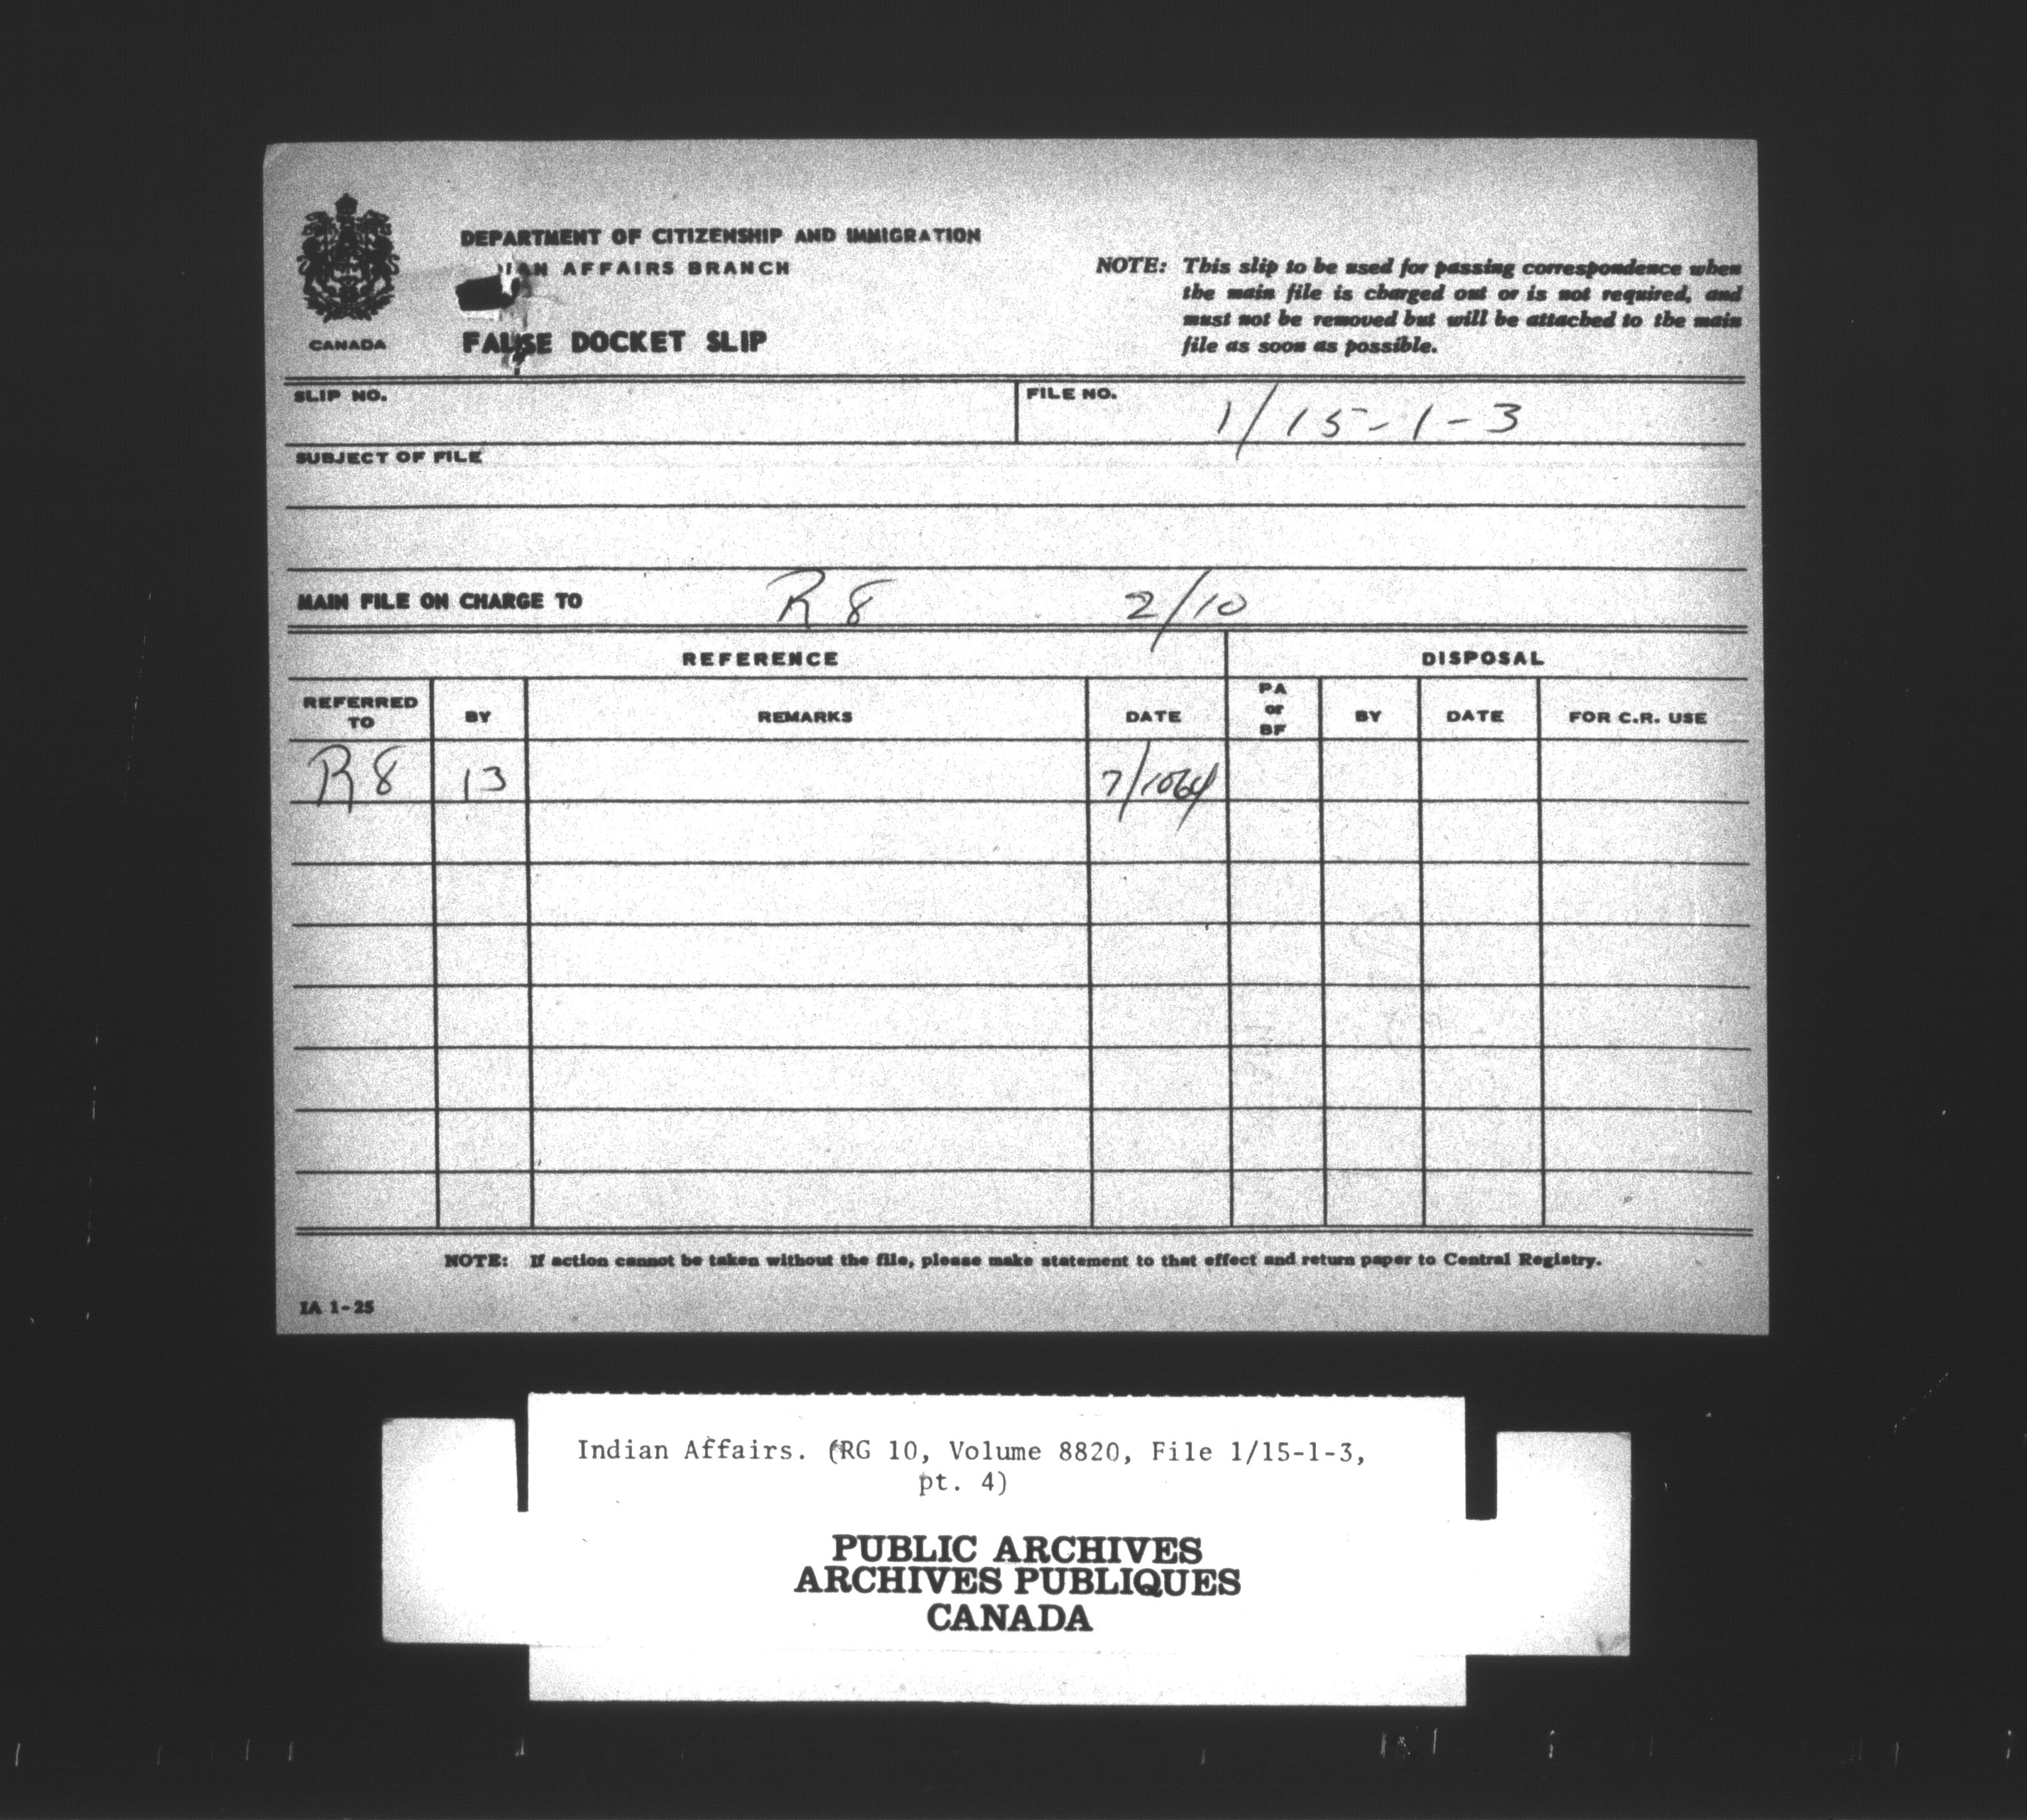 DEPARTMENT OF CITIZENSHIP AND IMMIGRATION
IAN AFFAIRS BRANCH
FALSE DOCKET SLIP
CANADA
NOTE: This slip to be used for passing correspondence when
the main file is charged out or is not required, and
must not be removed but will be attached to the main
file as soon as possible.
SLIP NO.
FILE NO. 1/15-1-3
SUBJECT OF FILE
MAIN FILE ON CHARGE TO R8 2/10
REFERENCE DISPOSAL
REFERRED TO BY REMARKS DATE PA or BF BY DATE FOR C.R. USE
R8 13 7/1064
NOTE: If action cannot be taken without the file, please make statement to that effect and return paper to Central Registry.
IA 1-25
Indian Affairs. (RG 10, Volume 8820, File 1/15-1-3,
pt. 4)
PUBLIC ARCHIVES
ARCHIVES PUBLIQUES
CANADA